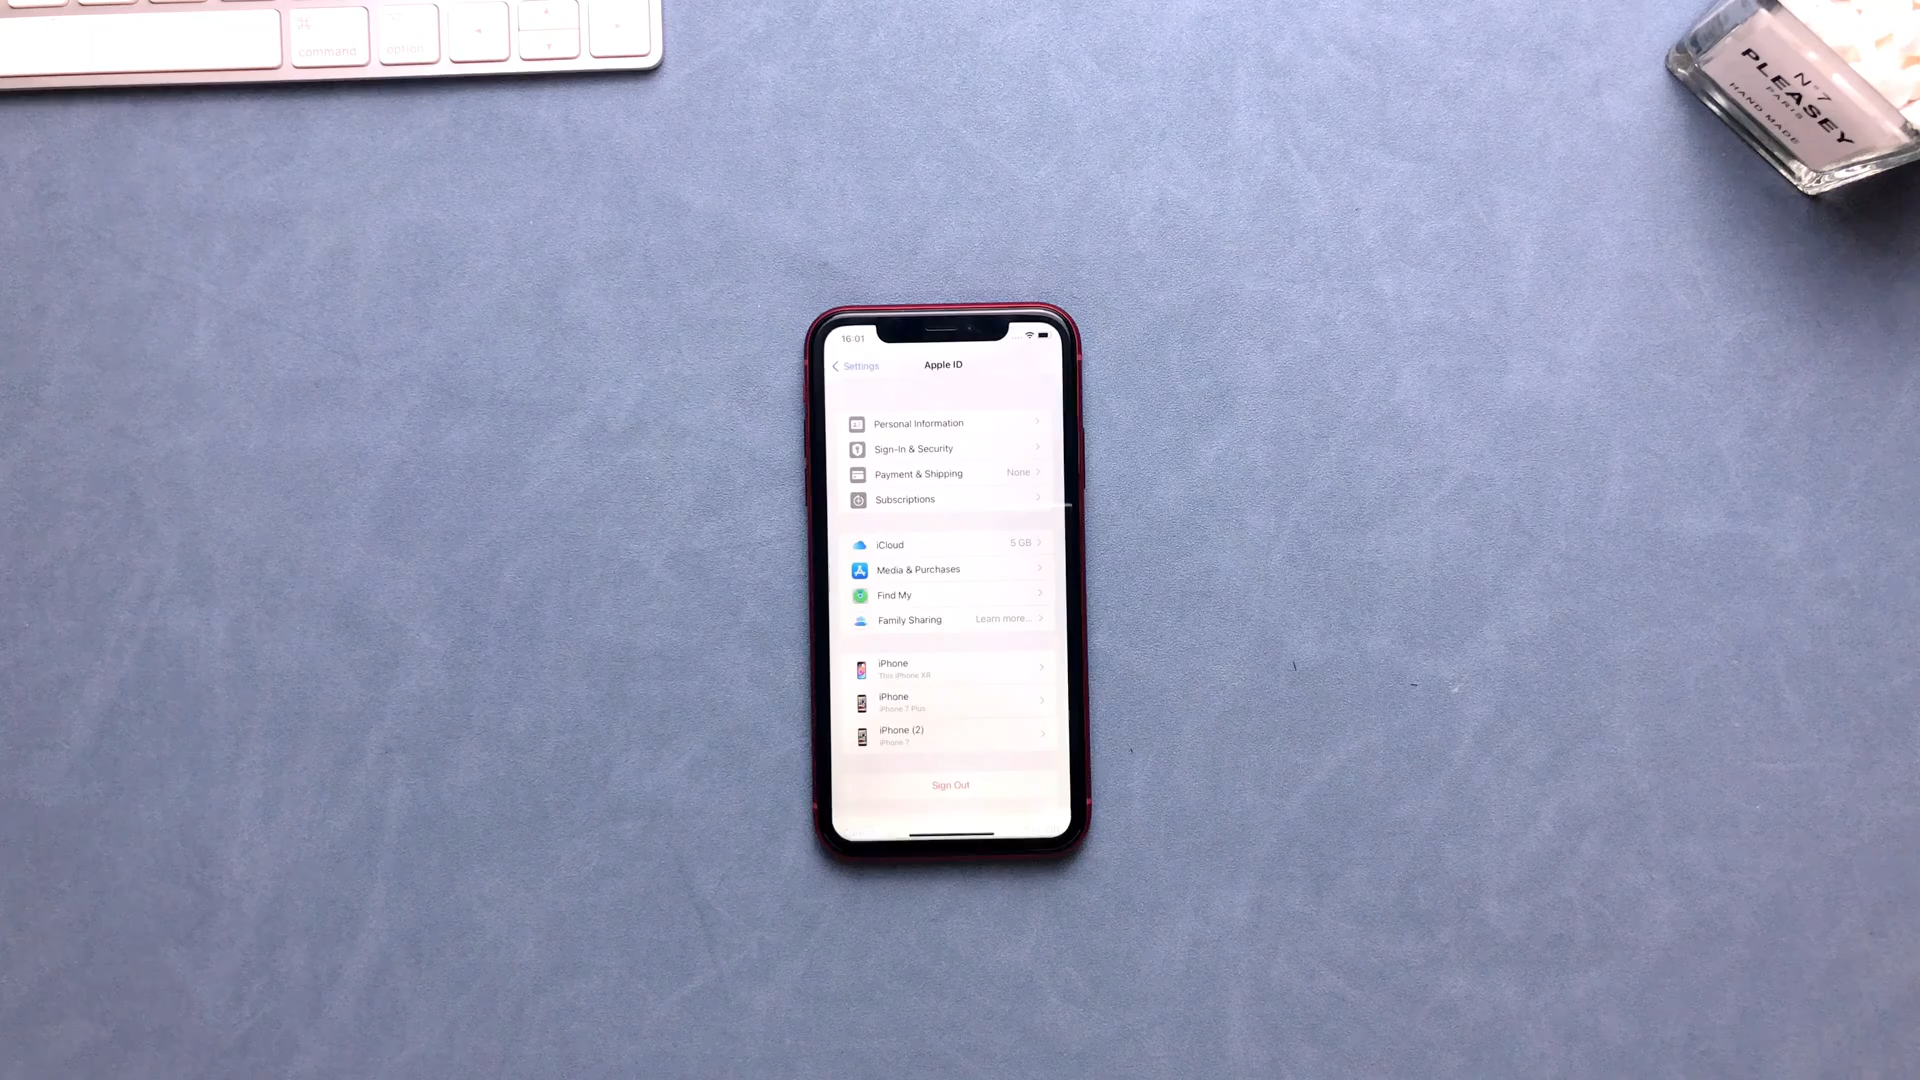 command
option
N°7
PLEASEY
PARIS
HAND MADE
16:01
Settings
Apple ID
Personal Information
Sign-In & Security
Payment & Shipping None
Subscriptions
iCloud 5 GB
Media & Purchases
Find My
Family Sharing Learn more...
iPhone
This iPhone XR
iPhone
iPhone 7 Plus
iPhone (2)
iPhone 7
Sign Out